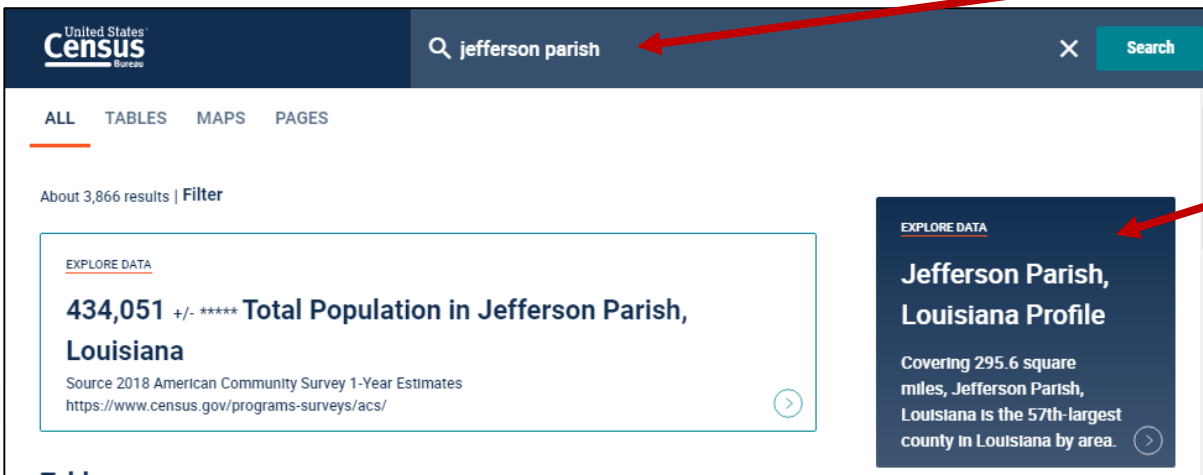 United States®
Census
Bureau
jefferson parish
Search
ALL TABLES MAPS PAGES
About 3,866 results | Filter
EXPLORE DATA
434,051 +/- ***** Total Population in Jefferson Parish,
Louisiana
Source 2018 American Community Survey 1-Year Estimates
https://www.census.gov/programs-surveys/acs/
EXPLORE DATA
Jefferson Parish,
Louisiana Profile
Covering 295.6 square
miles, Jefferson Parish,
Louisiana is the 57th-largest
county in Louisiana by area.